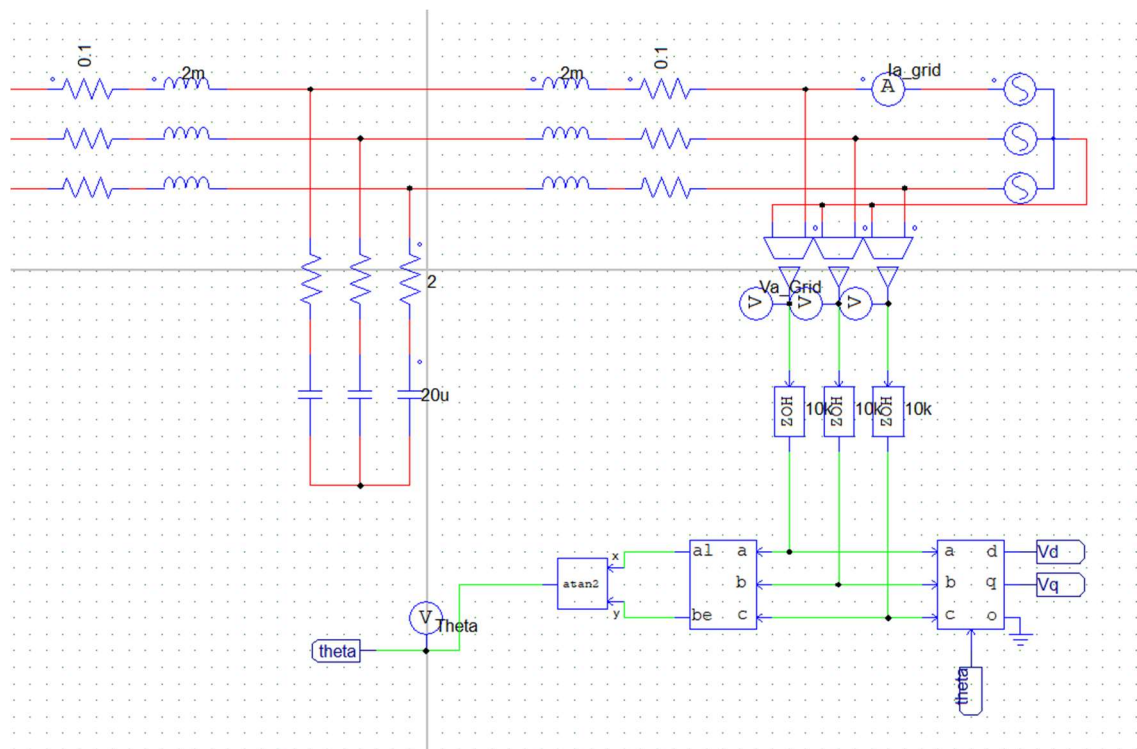 0.1
2m
2m
0.1
Ia_grid
A
2
20u
Va_Grid
V
V
V
ZOH
10k
ZOH
10k
ZOH
10k
al
a
b
be
c
a
d
b
q
c
o
Vd
Vq
x
atan2
y
V
Theta
theta
theta